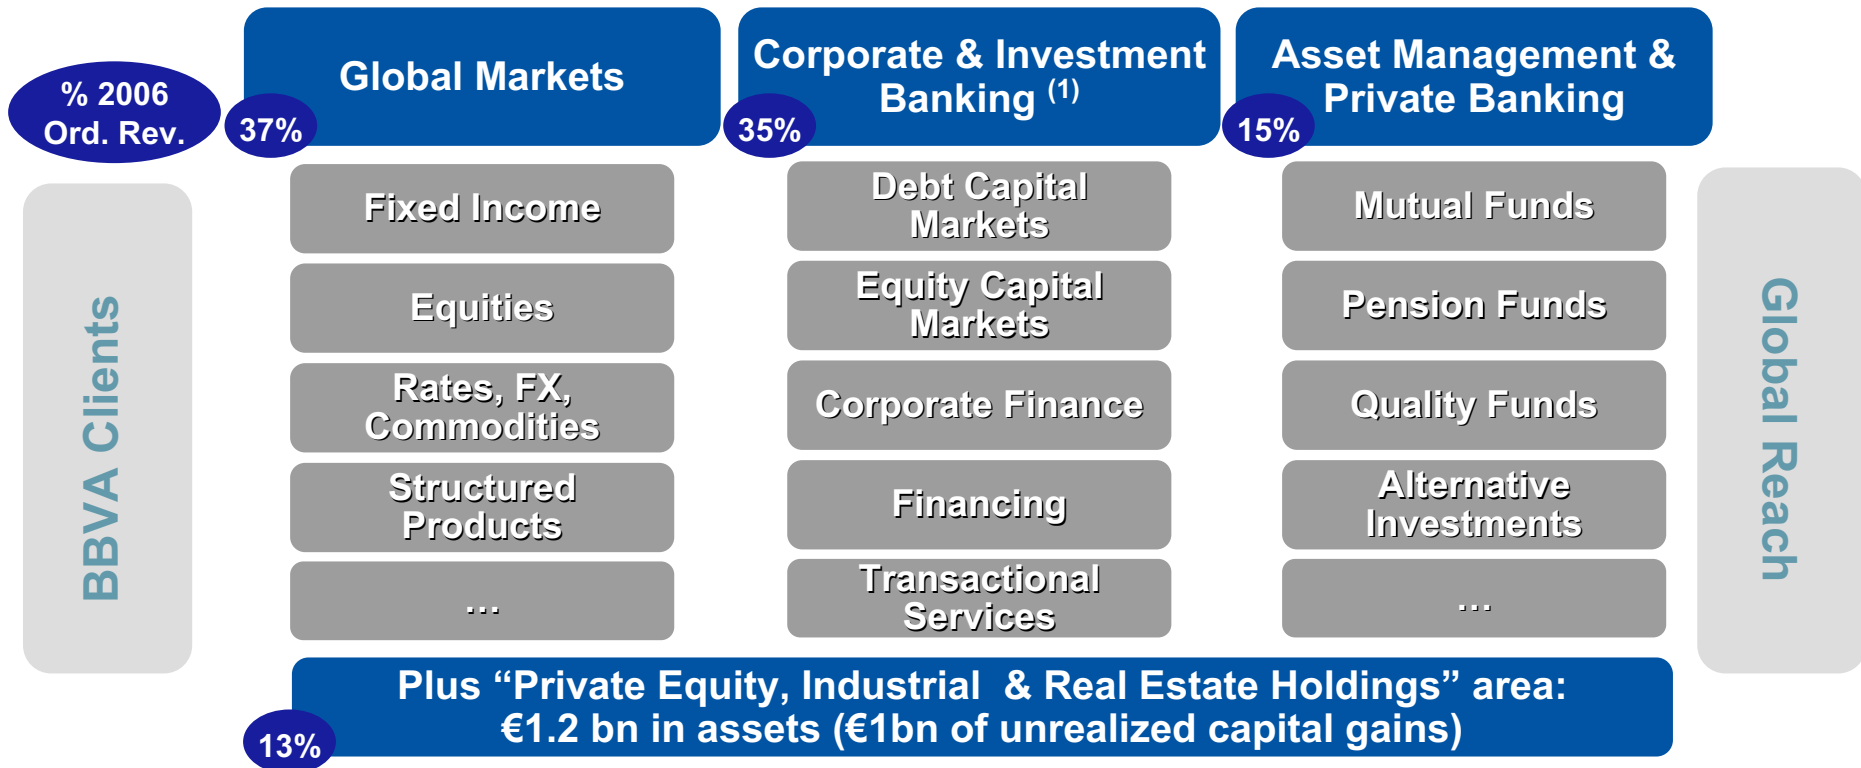 % 2006
Ord. Rev.
Global Markets
37%
Corporate & Investment
Banking (1)
35%
Asset Management &
Private Banking
15%
BBVA Clients
Fixed Income
Equities
Rates, FX,
Commodities
Structured
Products
…
Debt Capital
Markets
Equity Capital
Markets
Corporate Finance
Financing
Transactional
Services
Mutual Funds
Pension Funds
Quality Funds
Alternative
Investments
…
Global Reach
Plus “Private Equity, Industrial & Real Estate Holdings” area:
€1.2 bn in assets (€1bn of unrealized capital gains)
13%